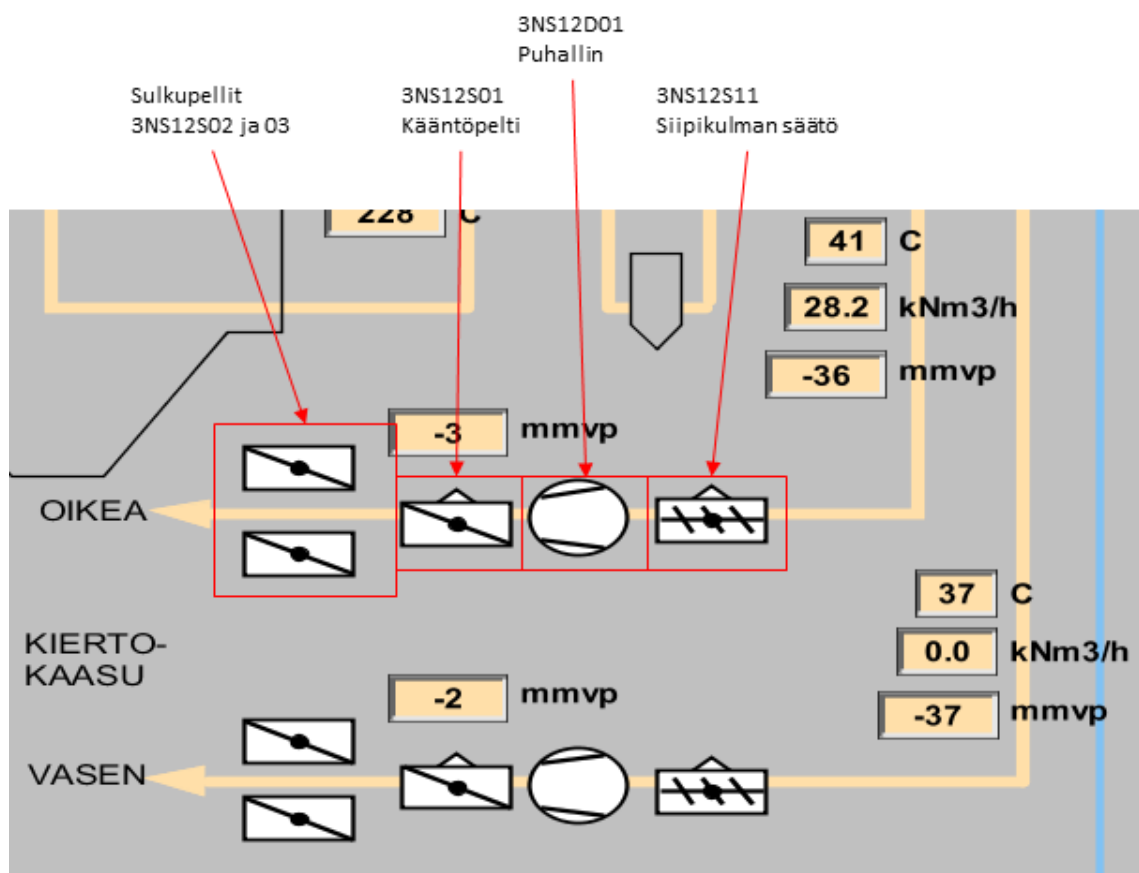 3NS12D01
Puhallin
Sulkupellit
3NS12S02 ja 03
3NS12S01
Kääntöpelti
3NS12S11
Siipikulman säätö
228 C
41 C
28.2 kNm3/h
-36 mmvp
-3 mmvp
OIKEA
37 C
KIERTO-
KAASU
0.0 kNm3/h
-2 mmvp
-37 mmvp
VASEN